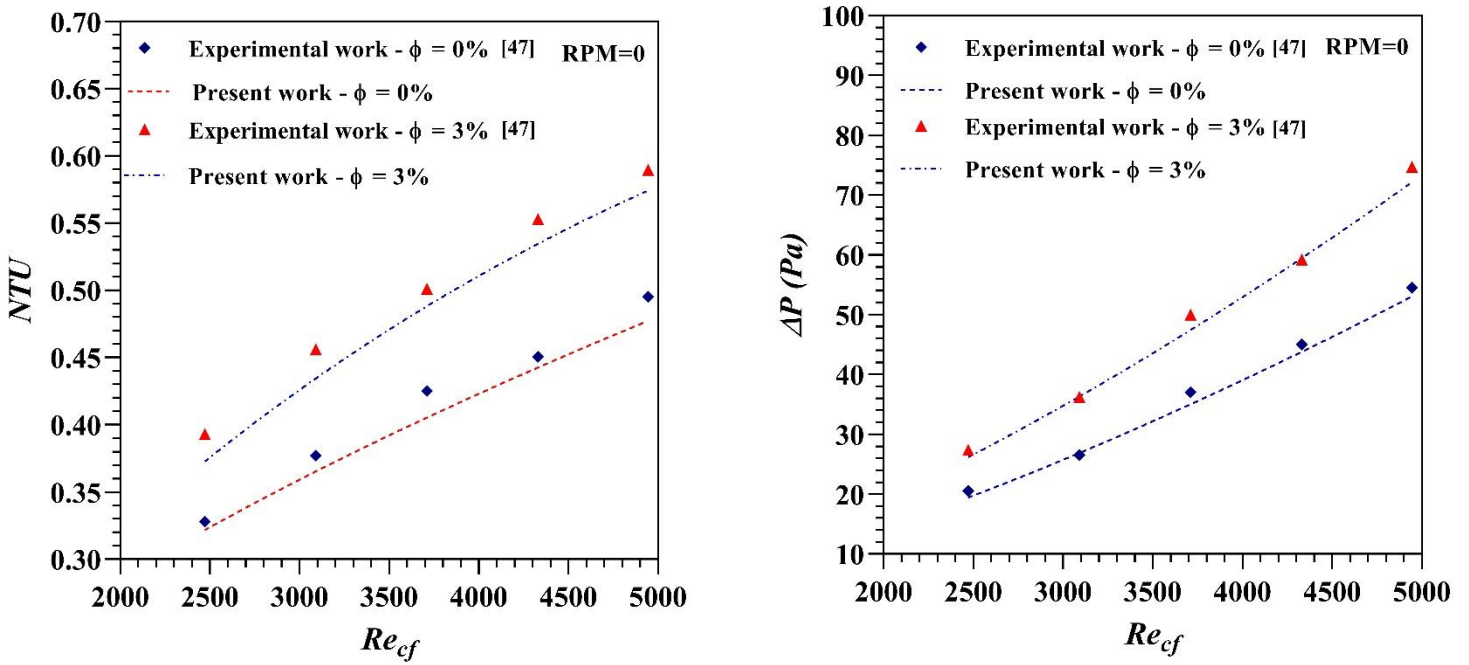 0.70
0.65
0.60
0.55
0.50
0.45
0.40
0.35
0.30
NTU
Experimental work - ϕ = 0% [47] RPM=0
Present work - ϕ = 0%
Experimental work - ϕ = 3% [47]
Present work - ϕ = 3%
2000 2500 3000 3500 4000 4500 5000
Re_cf
100
90
80
70
60
50
40
30
20
10
ΔP (Pa)
Experimental work - ϕ = 0% [47] RPM=0
Present work - ϕ = 0%
Experimental work - ϕ = 3% [47]
Present work - ϕ = 3%
2000 2500 3000 3500 4000 4500 5000
Re_cf